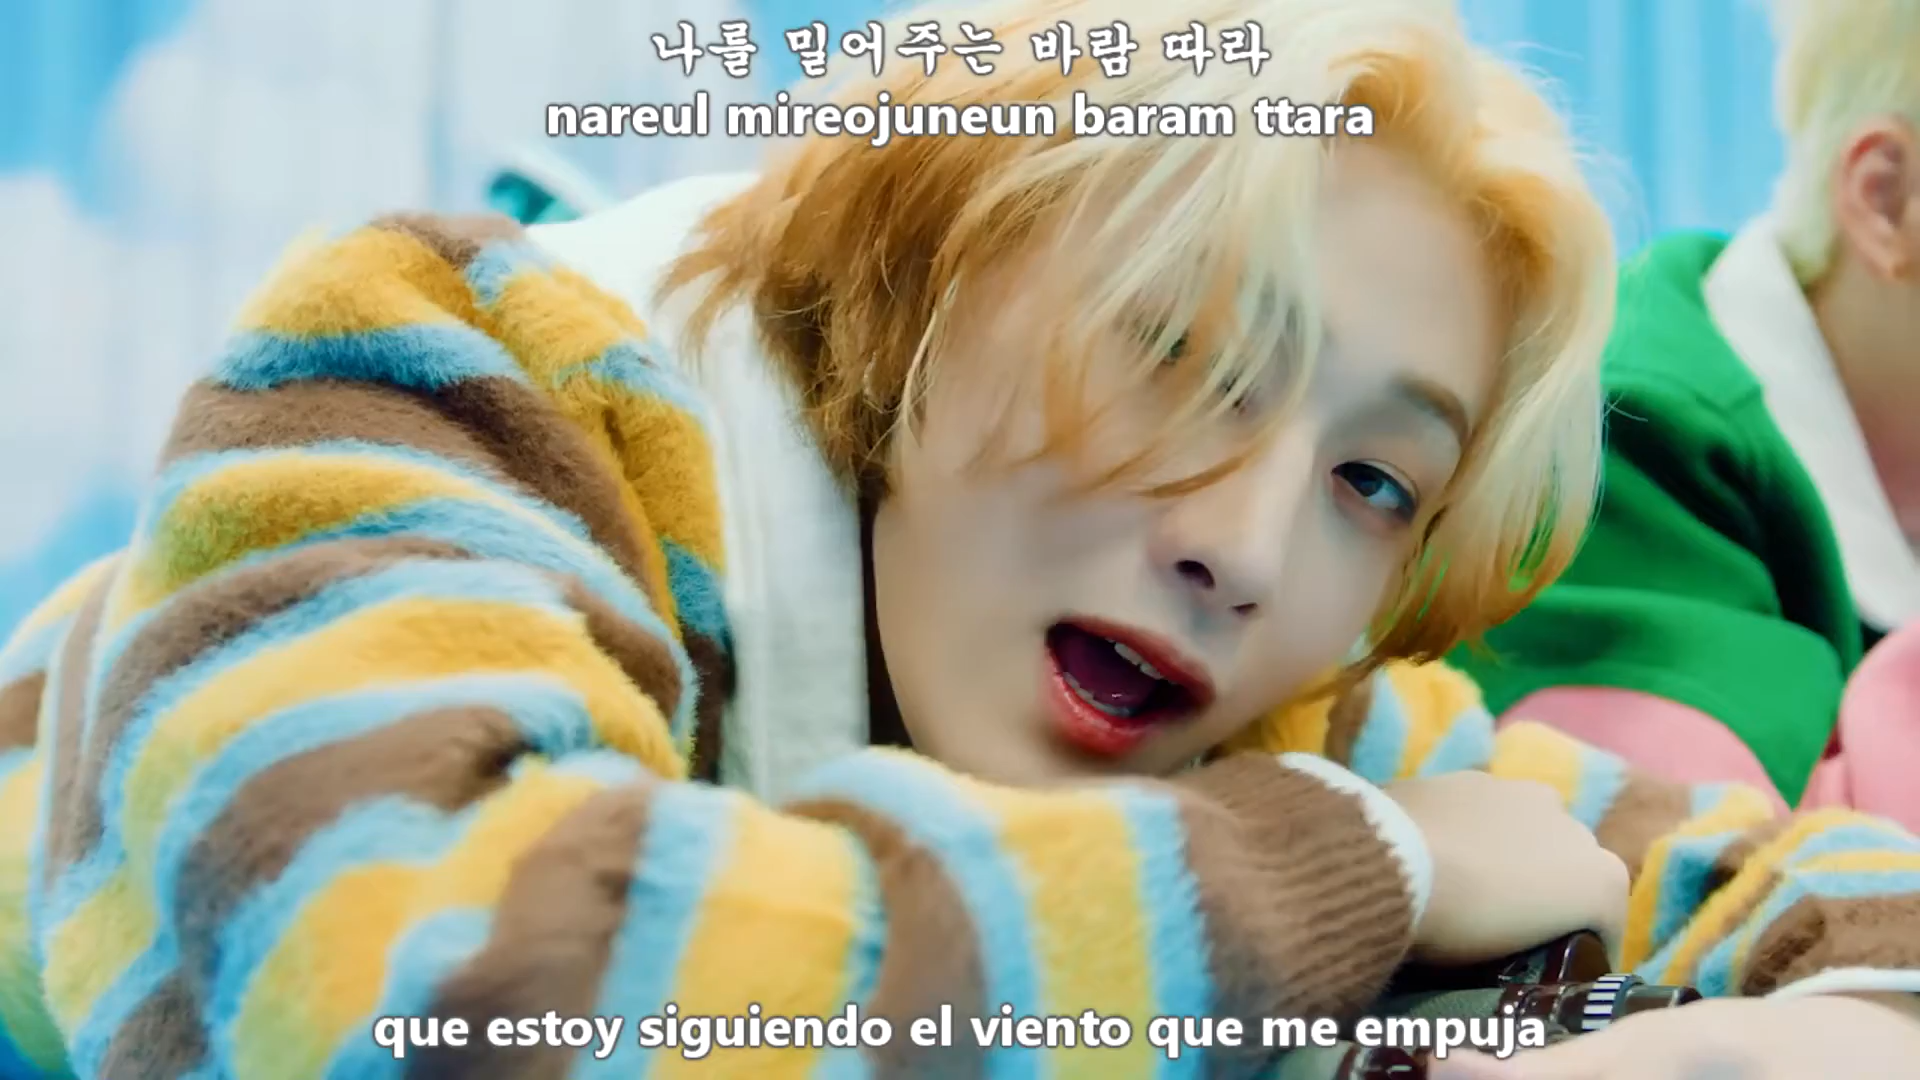 나를 밀어주는 바람 따라
nareul mireojuneun baram ttara
que estoy siguiendo el viento que me empuja